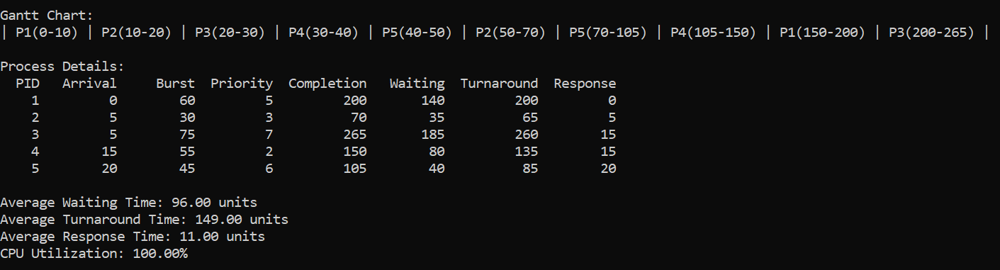 Gantt Chart:
| P1(0-10) | P2(10-20) | P3(20-30) | P4(30-40) | P5(40-50) | P2(50-70) | P5(70-105) | P4(105-150) | P1(150-200) | P3(200-265) |
Process Details:
  PID   Arrival     Burst  Priority  Completion   Waiting  Turnaround  Response
    1         0        60         5         200       140         200         0
    2         5        30         3          70        35          65         5
    3         5        75         7         265       185         260        15
    4        15        55         2         150        80         135        15
    5        20        45         6         105        40          85        20
Average Waiting Time: 96.00 units
Average Turnaround Time: 149.00 units
Average Response Time: 11.00 units
CPU Utilization: 100.00%